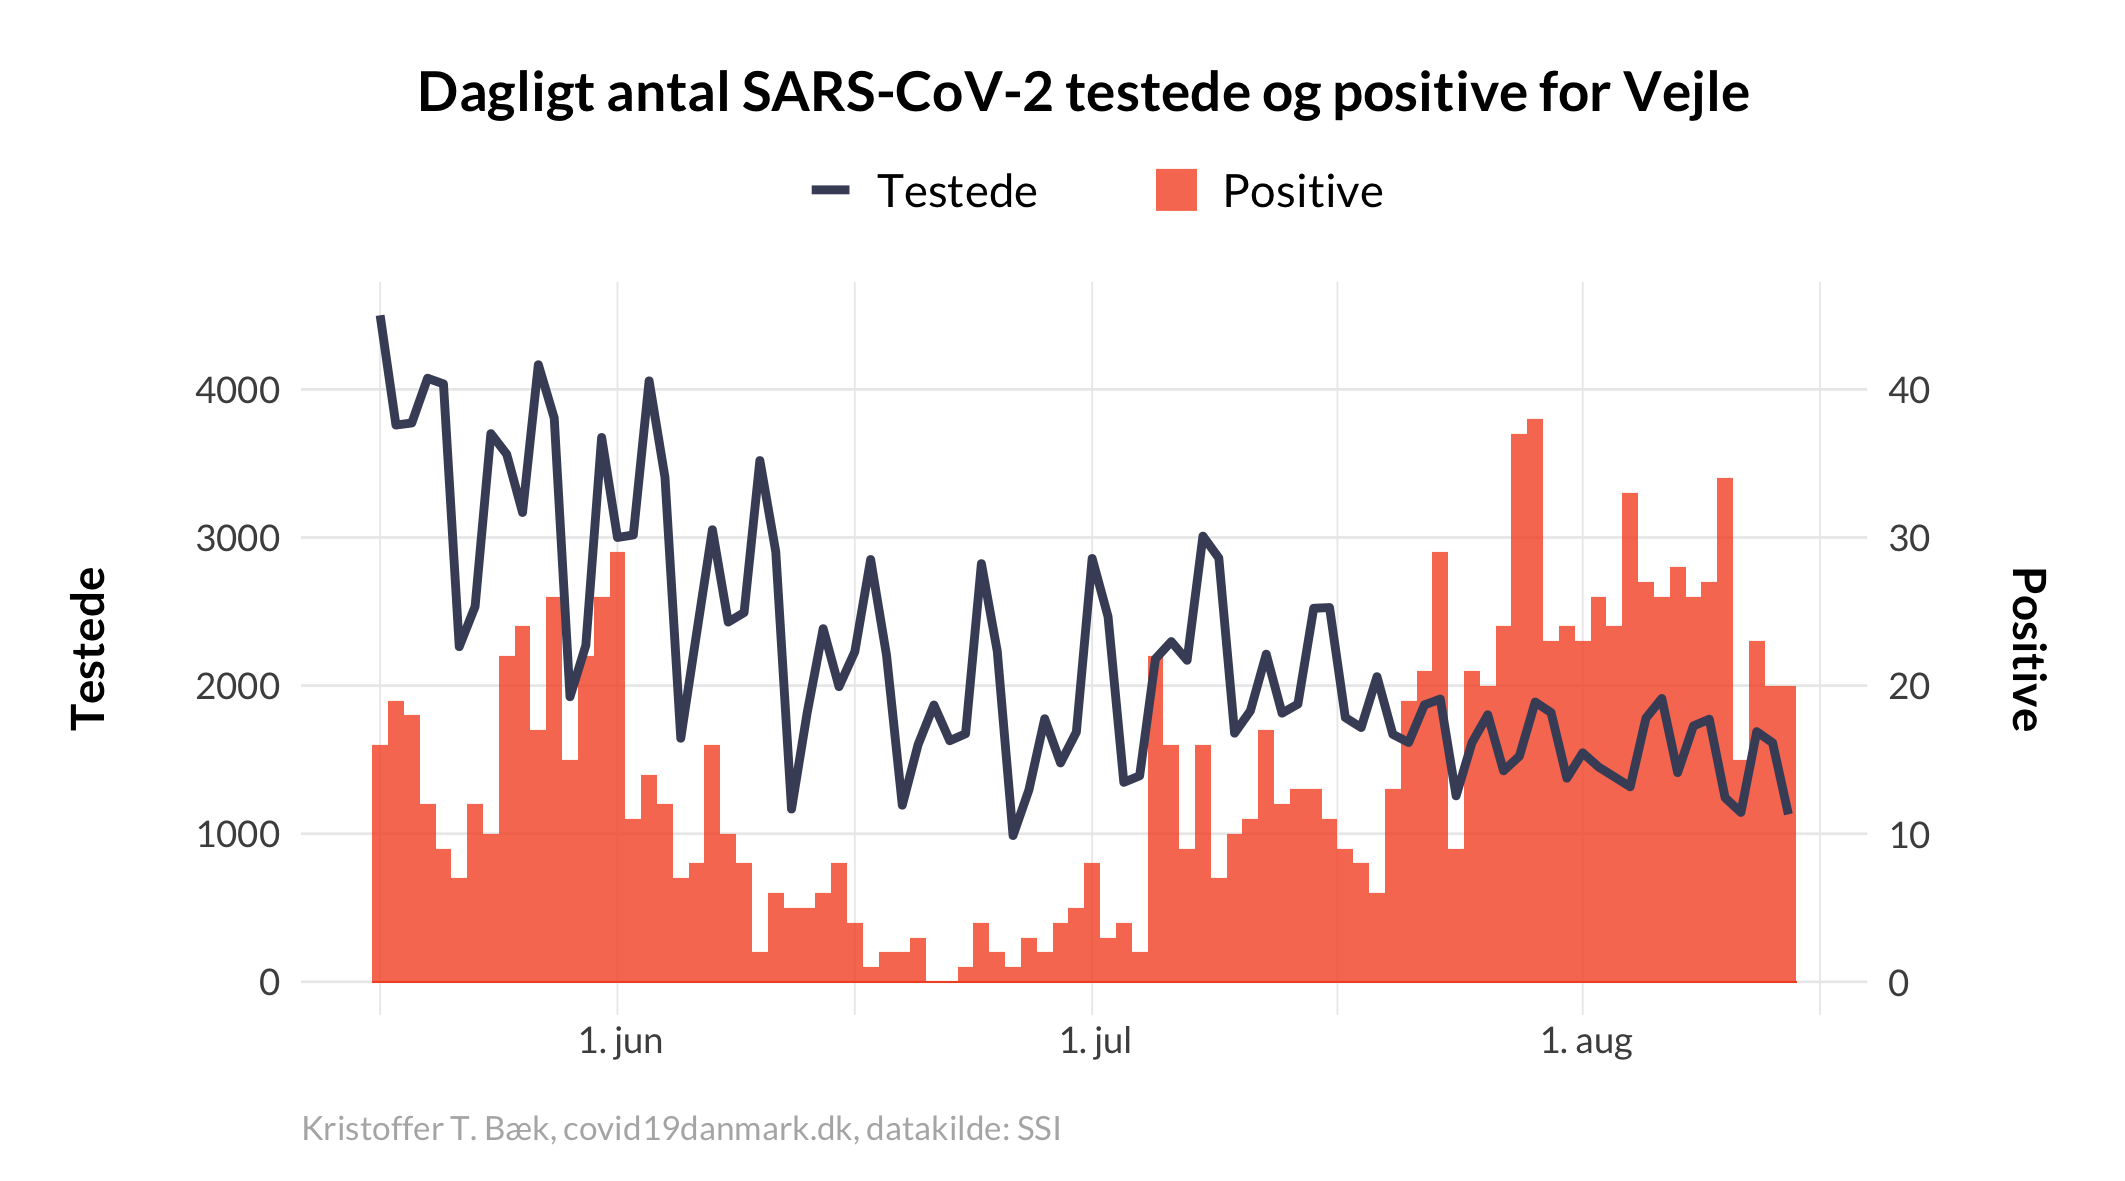 Dagligt antal SARS-CoV-2 testede og positive for Vejle
Testede Positive
4000 40
3000 30
2000 20
1000 10
0 0
Testede
Positive
1. jun 1. jul 1. aug
Kristoffer T. Bæk, covid19danmark.dk, datakilde: SSI